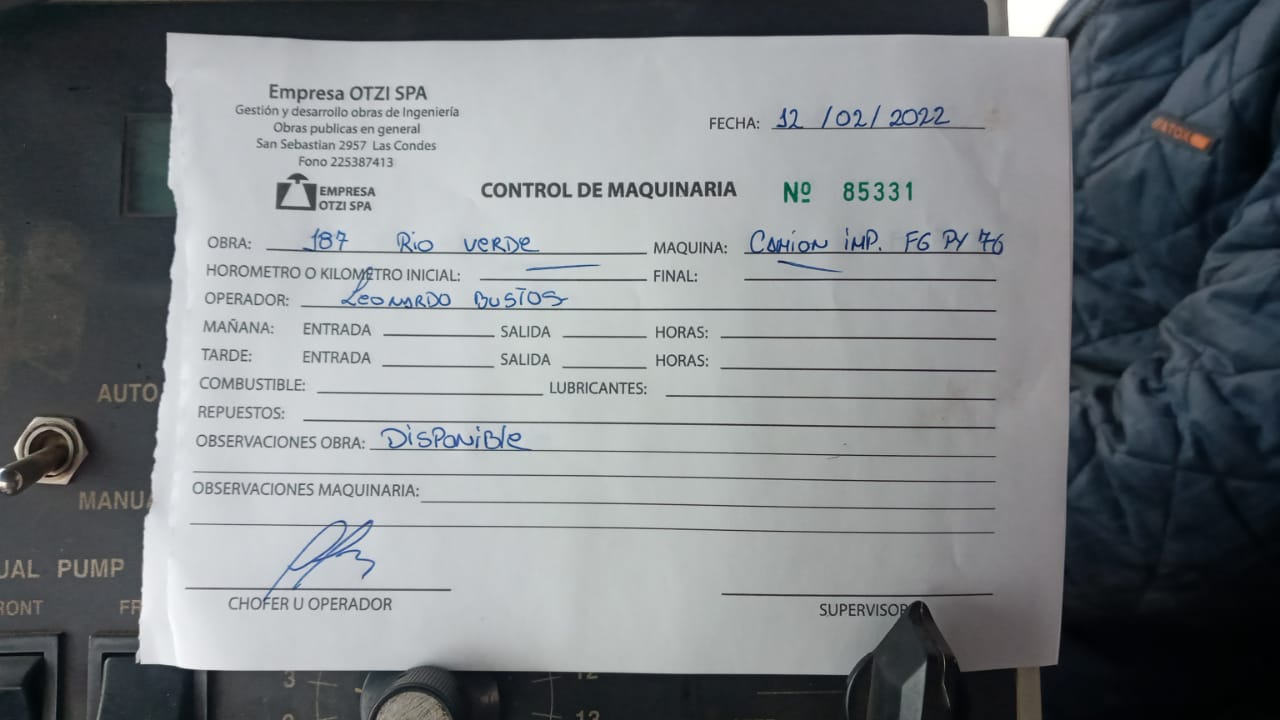 Empresa OTZI SPA
Gestión y desarrollo obras de Ingeniería
Obras publicas en general
San Sebastian 2957 Las Condes
Fono 225387413
FECHA: 12 /02/ 2022
EMPRESA
OTZI SPA
CONTROL DE MAQUINARIA Nº 85331
OBRA: 187 Rio VERDE MAQUINA: CAMION IMP. FG PY 76
HOROMETRO O KILOMETRO INICIAL: FINAL:
OPERADOR: LEONARDO BUSTOS
MAÑANA: ENTRADA SALIDA HORAS:
TARDE: ENTRADA SALIDA HORAS:
COMBUSTIBLE: LUBRICANTES:
REPUESTOS:
OBSERVACIONES OBRA: DISPONIBLE
OBSERVACIONES MAQUINARIA:
CHOFER U OPERADOR SUPERVISOR
AUTO
MANUA
UAL PUMP
RONT FR
3 12
13